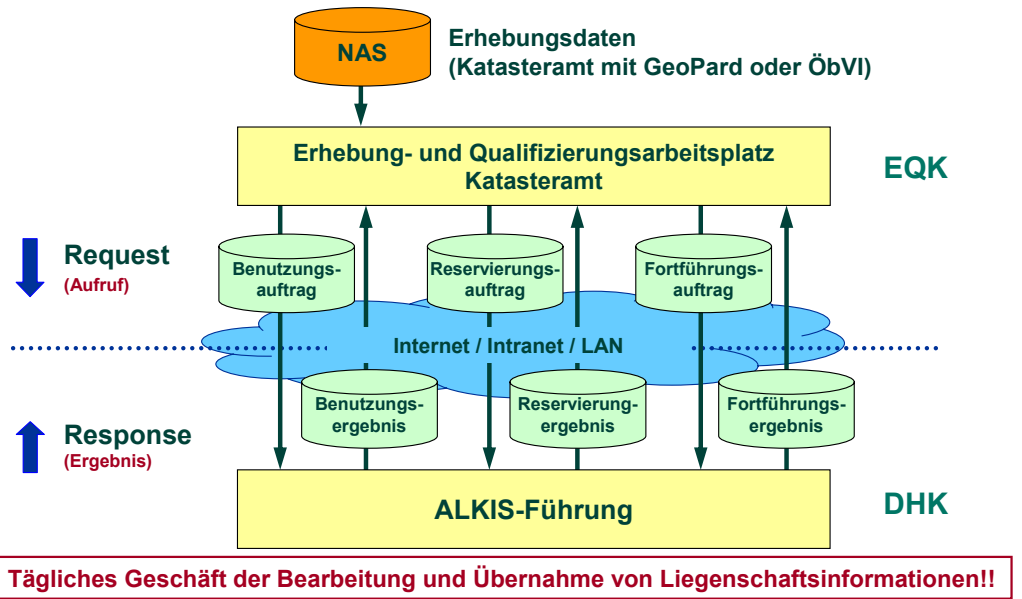 NAS
Erhebungsdaten
(Katasteramt mit GeoPard oder ÖbVI)
Erhebung- und Qualifizierungsarbeitsplatz
Katasteramt
EQK
Request
(Aufruf)
Benutzungs-
auftrag
Reservierungs-
auftrag
Fortführungs-
auftrag
Internet / Intranet / LAN
Response
(Ergebnis)
Benutzungs-
ergebnis
Reservierung-
ergebnis
Fortführungs-
ergebnis
ALKIS-Führung
DHK
Tägliches Geschäft der Bearbeitung und Übernahme von Liegenschaftsinformationen!!